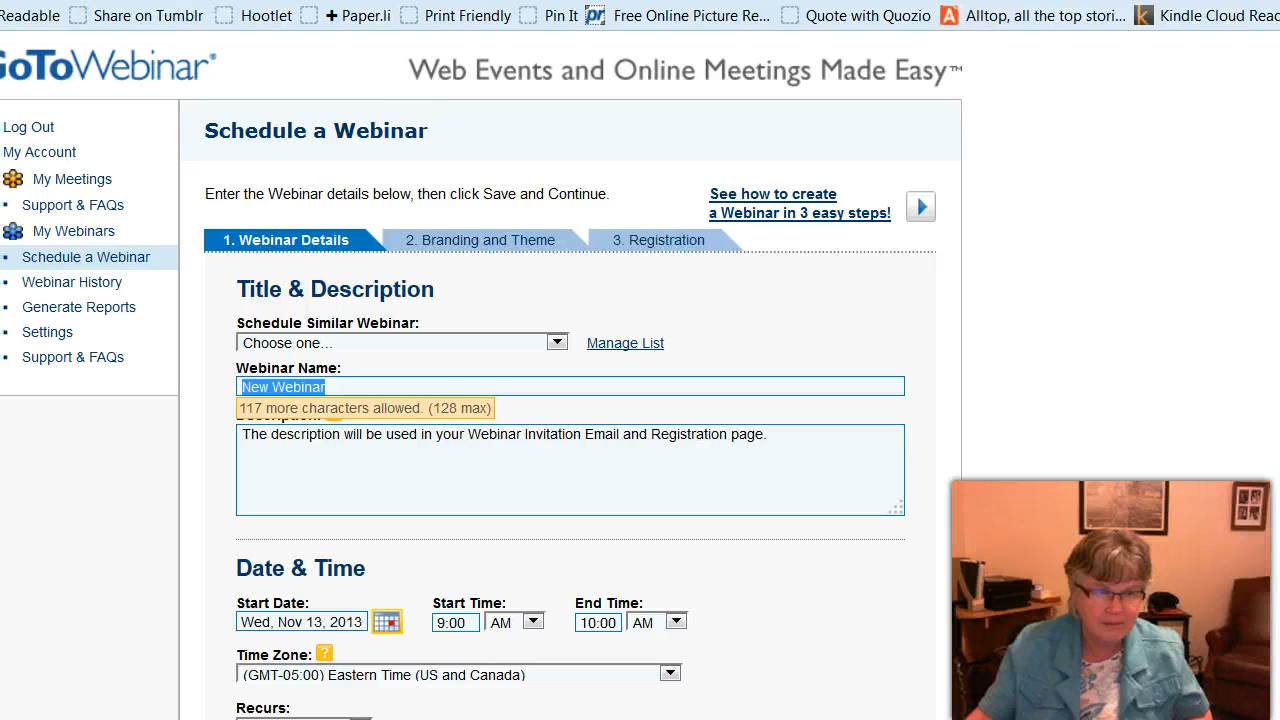 Readable Share on Tumblr Hootlet + Paper.li Print Friendly Pin It pr Free Online Picture Re... Quote with Quozio Alltop, all the top stori... Kindle Cloud Rea
GoToWebinar®
Web Events and Online Meetings Made Easy™
Log Out
My Account
My Meetings
Support & FAQs
My Webinars
Schedule a Webinar
Webinar History
Generate Reports
Settings
Support & FAQs
Schedule a Webinar
Enter the Webinar details below, then click Save and Continue.
See how to create
a Webinar in 3 easy steps!
1. Webinar Details 2. Branding and Theme 3. Registration
Title & Description
Schedule Similar Webinar:
Choose one... Manage List
Webinar Name:
New Webinar
117 more characters allowed. (128 max)
The description will be used in your Webinar Invitation Email and Registration page.
Date & Time
Start Date: Start Time: End Time:
Wed, Nov 13, 2013 9:00 AM 10:00 AM
Time Zone: ?
(GMT-05:00) Eastern Time (US and Canada)
Recurs: